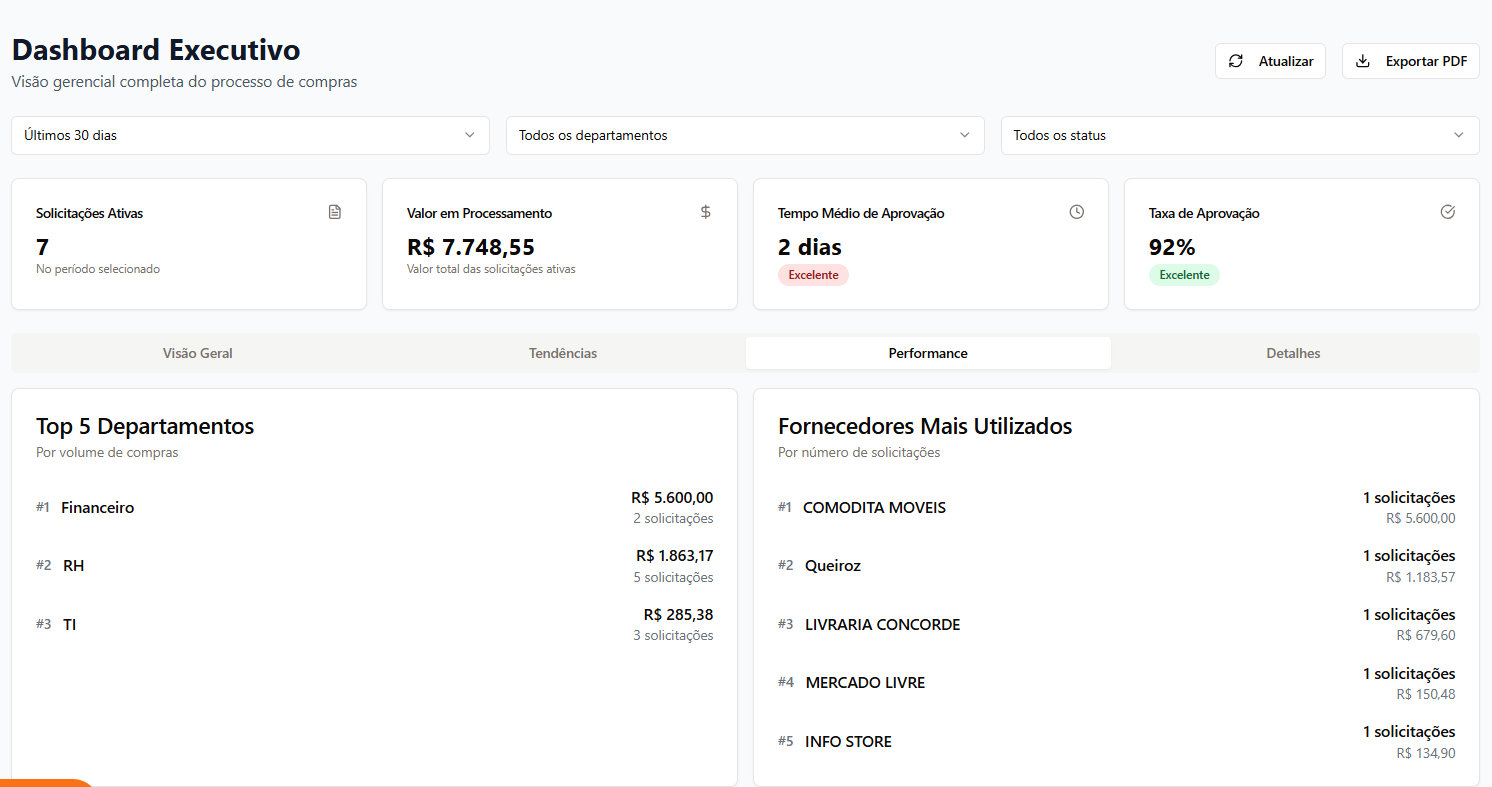 Dashboard Executivo
Visão gerencial completa do processo de compras
Atualizar
Exportar PDF
Últimos 30 dias
Todos os departamentos
Todos os status
Solicitações Ativas
7
No período selecionado
Valor em Processamento
R$ 7.748,55
Valor total das solicitações ativas
Tempo Médio de Aprovação
2 dias
Excelente
Taxa de Aprovação
92%
Excelente
Visão Geral
Tendências
Performance
Detalhes
Top 5 Departamentos
Por volume de compras
#1 Financeiro
R$ 5.600,00
2 solicitações
#2 RH
R$ 1.863,17
5 solicitações
#3 TI
R$ 285,38
3 solicitações
Fornecedores Mais Utilizados
Por número de solicitações
#1 COMODITA MOVEIS
1 solicitações
R$ 5.600,00
#2 Queiroz
1 solicitações
R$ 1.183,57
#3 LIVRARIA CONCORDE
1 solicitações
R$ 679,60
#4 MERCADO LIVRE
1 solicitações
R$ 150,48
#5 INFO STORE
1 solicitações
R$ 134,90